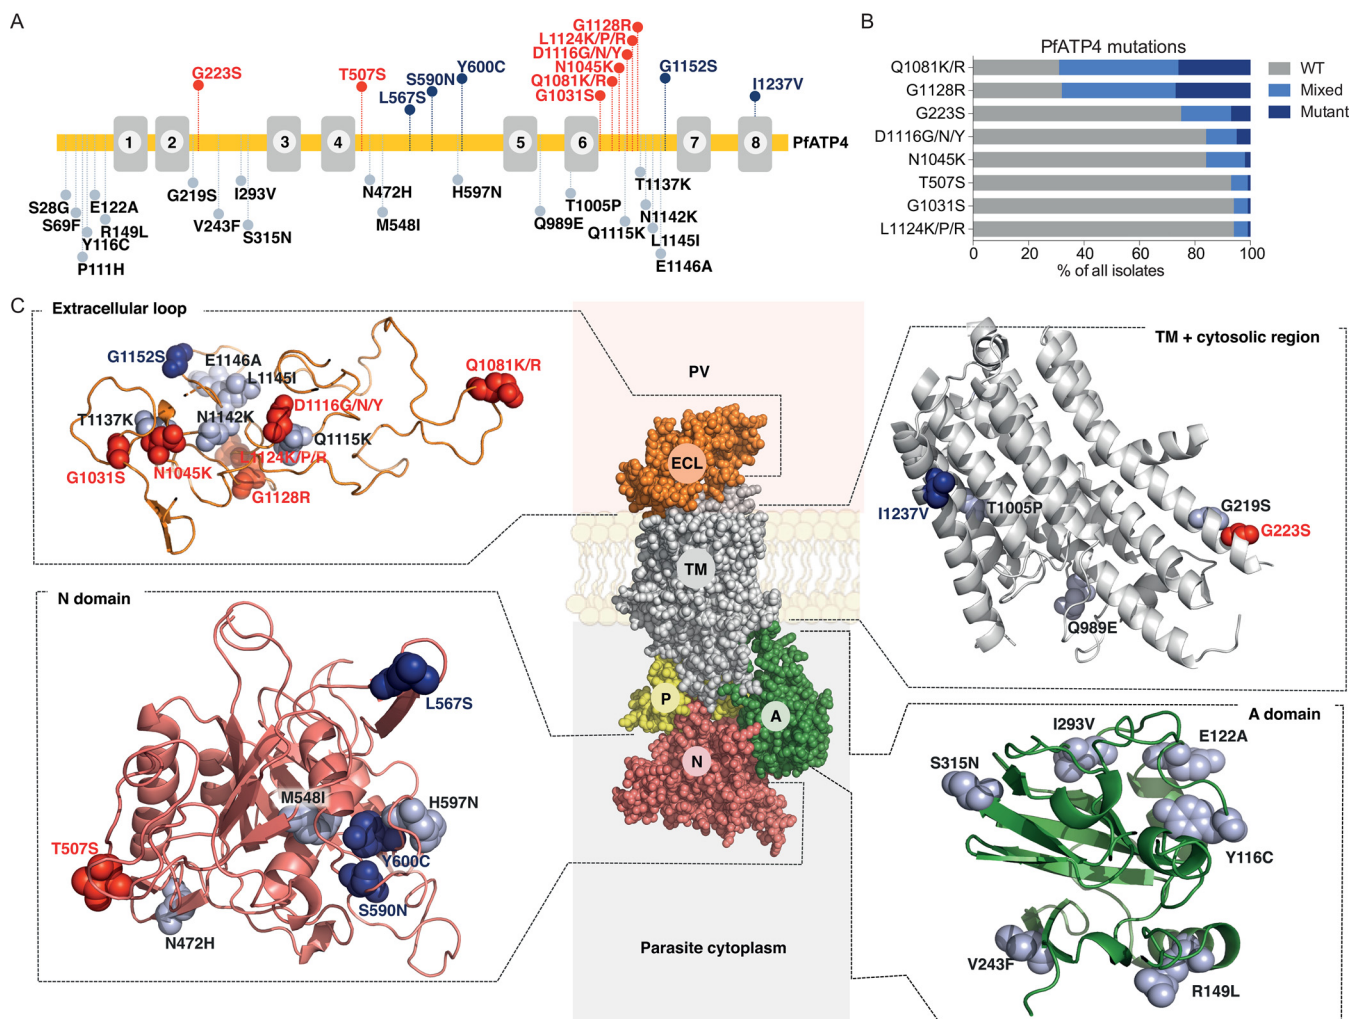 A
G1128R
L1124K/P/R
D1116G/N/Y
N1045K
Q1081K/R
G1031S
G223S
T507S
L567S
S590N
Y600C
G1152S
I1237V
1
2
3
4
5
6
7
8
PfATP4
S28G
S69F
P111H
Y116C
E122A
R149L
G219S
V243F
I293V
S315N
N472H
M548I
H597N
Q989E
T1005P
Q1115K
T1137K
N1142K
L1145I
E1146A
B
PfATP4 mutations
Q1081K/R
G1128R
G223S
D1116G/N/Y
N1045K
T507S
G1031S
L1124K/P/R
0
20
40
60
80
100
% of all isolates
WT
Mixed
Mutant
C
Extracellular loop
G1152S
E1146A
L1145I
Q1081K/R
D1116G/N/Y
T1137K
N1142K
Q1115K
L1124K/P/R
G1031S
N1045K
G1128R
PV
ECL
TM
P
A
N
Parasite cytoplasm
TM + cytosolic region
I1237V
T1005P
G219S
G223S
Q989E
N domain
L567S
M548I
H597N
T507S
Y600C
S590N
N472H
A domain
I293V
E122A
S315N
Y116C
V243F
R149L